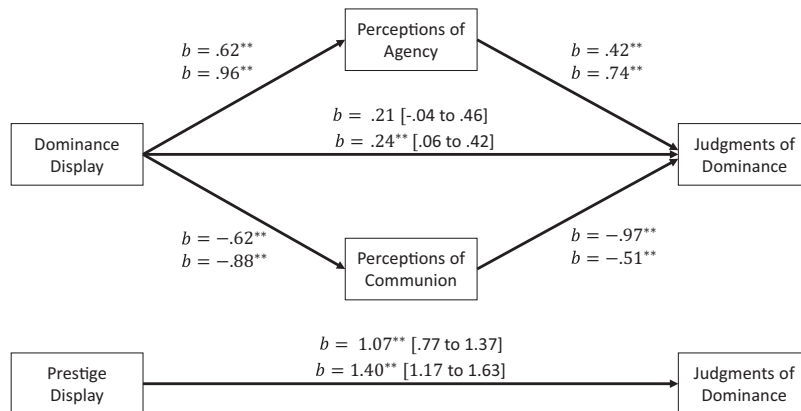 Perceptions of
Agency
b = .62**
b = .96**
b = .42**
b = .74**
b = .21 [-.04 to .46]
b = .24** [.06 to .42]
Dominance
Display
Judgments of
Dominance
b = −.62**
b = −.88**
Perceptions of
Communion
b = −.97**
b = −.51**
b = 1.07** [.77 to 1.37]
b = 1.40** [1.17 to 1.63]
Prestige
Display
Judgments of
Dominance